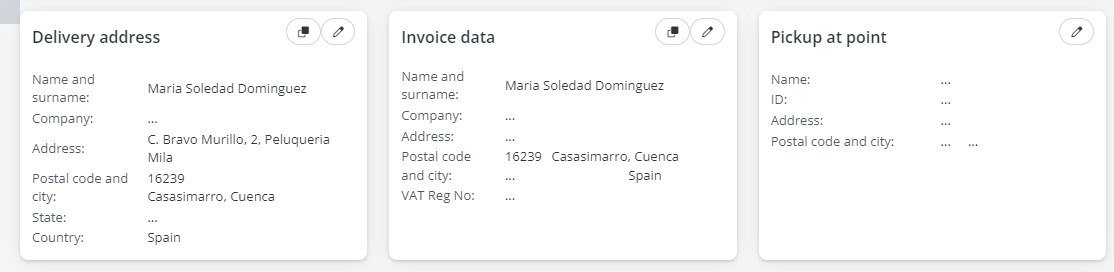 Delivery address
Name and surname: Maria Soledad Dominguez
Company: ...
Address: C. Bravo Murillo, 2, Peluqueria Mila
Postal code and city: 16239 Casasimarro, Cuenca
State: ...
Country: Spain
Invoice data
Name and surname: Maria Soledad Dominguez
Company: ...
Address: ...
Postal code and city: 16239 Casasimarro, Cuenca
... Spain
VAT Reg No: ...
Pickup at point
Name: ...
ID: ...
Address: ...
Postal code and city: ... ...